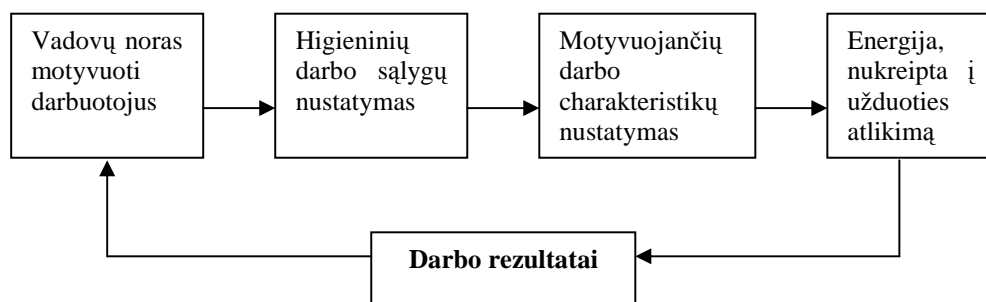 Vadovų noras
motyvuoti
darbuotojus
Higieninių
darbo sąlygų
nustatymas
Motyvuojančių
darbo
charakteristikų
nustatymas
Energija,
nukreipta į
užduoties
atlikimą
Darbo rezultatai